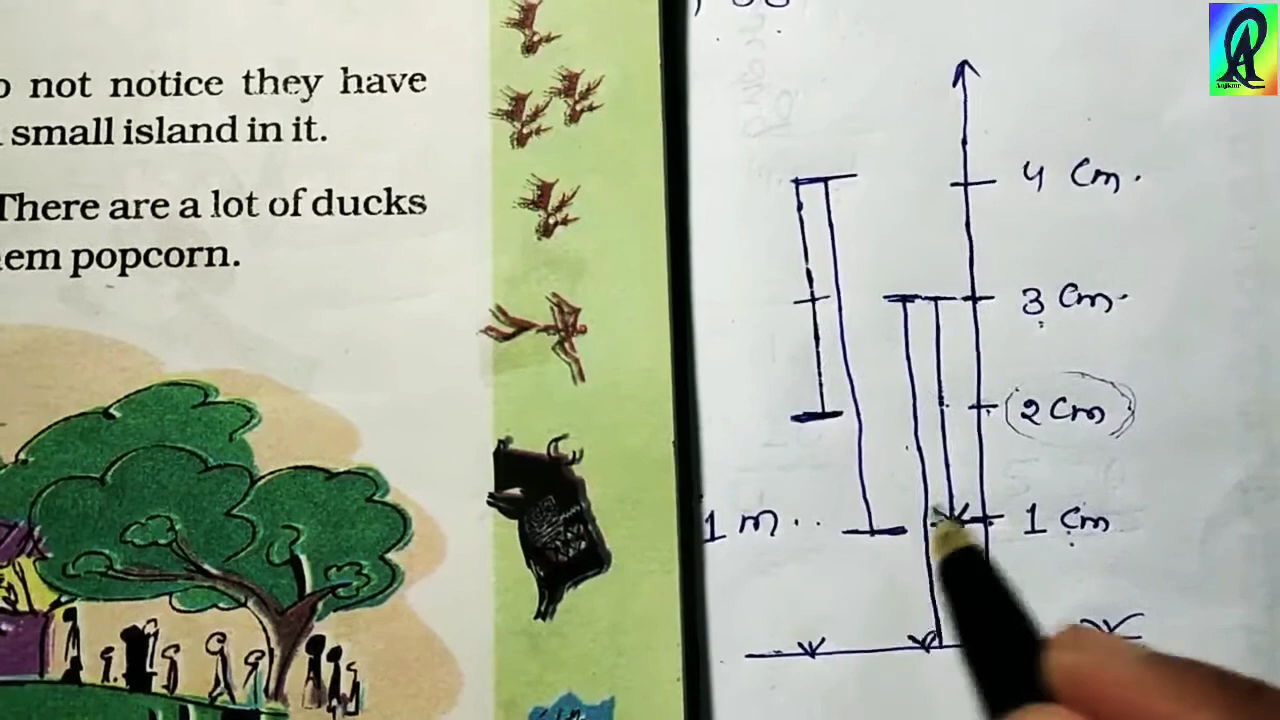 o not notice they have
small island in it.
There are a lot of ducks
em popcorn.
4 Cm.
3 Cm.
2 Cm
1 Cm
1 m..